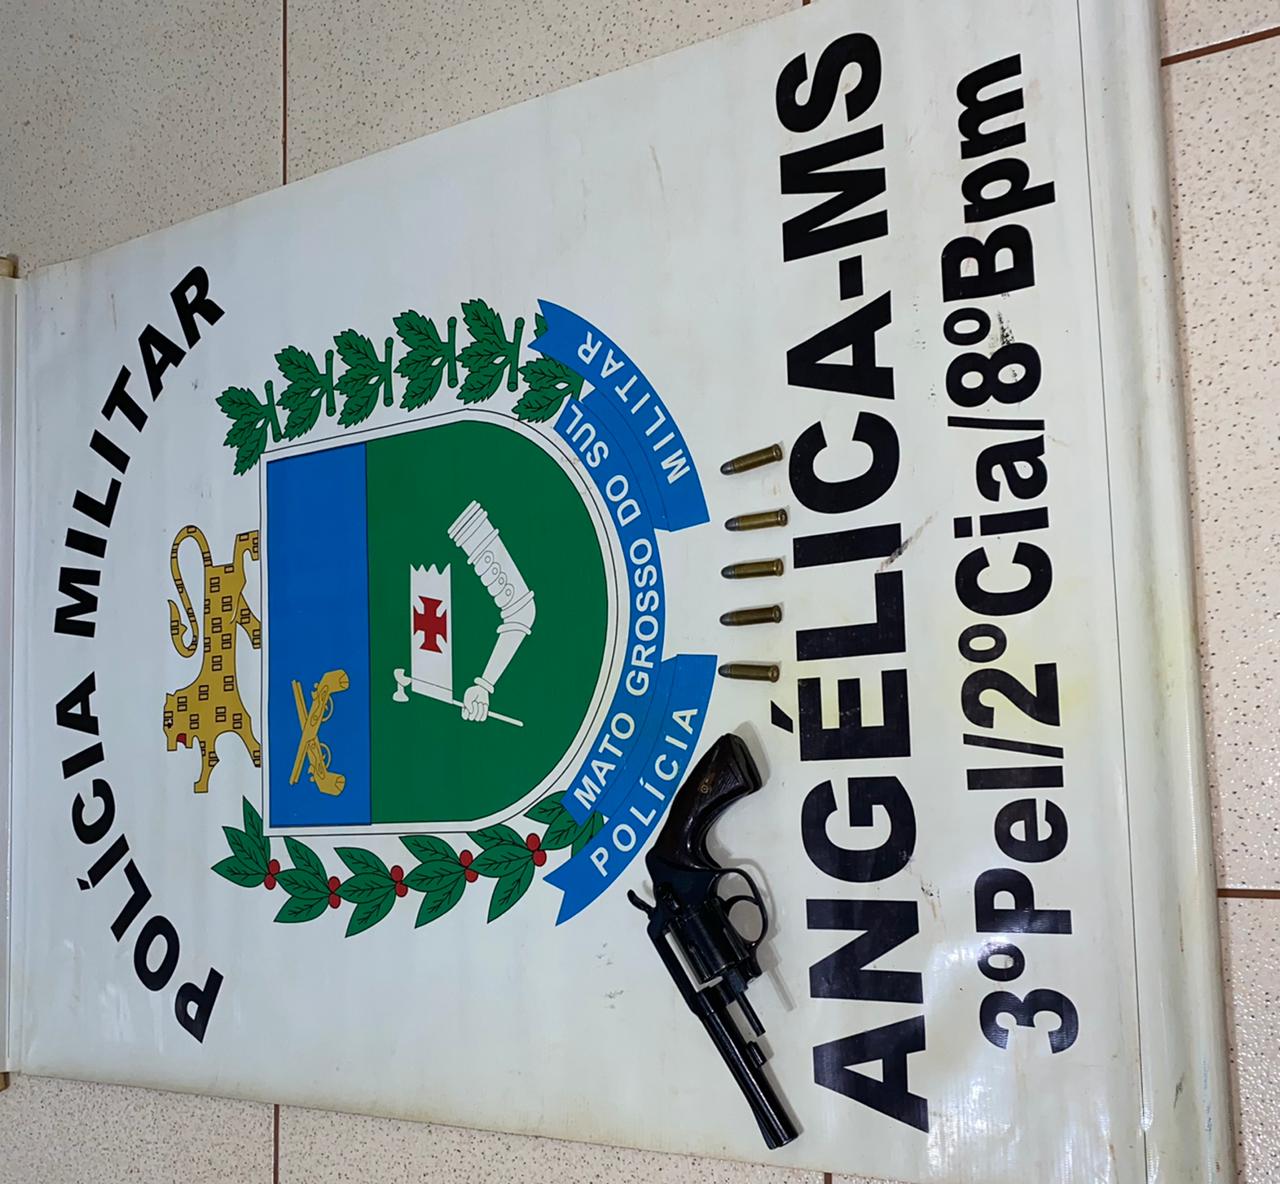 POLÍCIA MILITAR
MATO GROSSO DO SUL
POLÍCIA MILITAR
ANGÉLICA-MS
3ºPel/2ºCia/8ºBpm